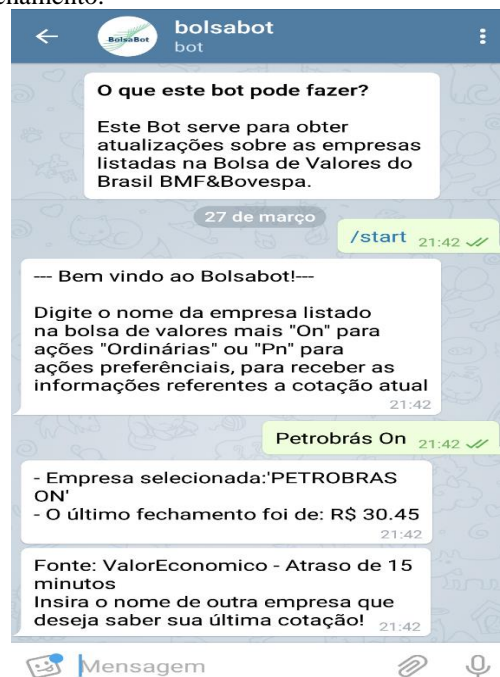 chamento.
bolsabot
BolsaBot
bot
O que este bot pode fazer?
Este Bot serve para obter
atualizações sobre as empresas
listadas na Bolsa de Valores do
Brasil BMF&Bovespa.
27 de março
/start 21:42
--- Bem vindo ao Bolsabot!---
Digite o nome da empresa listado
na bolsa de valores mais "On" para
ações "Ordinárias" ou "Pn" para
ações preferênciais, para receber as
informações referentes a cotação atual
21:42
Petrobrás On 21:42
- Empresa selecionada:'PETROBRAS
ON'
- O último fechamento foi de: R$ 30.45
21:42
Fonte: ValorEconomico - Atraso de 15
minutos
Insira o nome de outra empresa que
deseja saber sua última cotação! 21:42
Mensagem